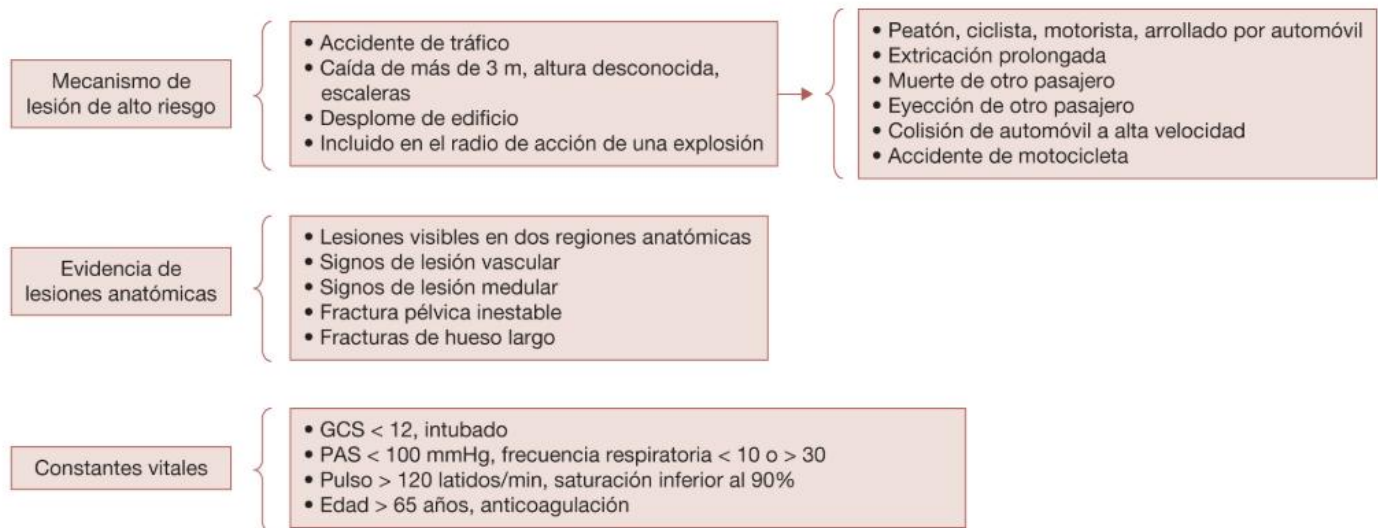 Mecanismo de
lesión de alto riesgo
• Accidente de tráfico
• Caída de más de 3 m, altura desconocida,
escaleras
• Desplome de edificio
• Incluido en el radio de acción de una explosión
• Peatón, ciclista, motorista, arrollado por automóvil
• Extricación prolongada
• Muerte de otro pasajero
• Eyección de otro pasajero
• Colisión de automóvil a alta velocidad
• Accidente de motocicleta
Evidencia de
lesiones anatómicas
• Lesiones visibles en dos regiones anatómicas
• Signos de lesión vascular
• Signos de lesión medular
• Fractura pélvica inestable
• Fracturas de hueso largo
Constantes vitales
• GCS < 12, intubado
• PAS < 100 mmHg, frecuencia respiratoria < 10 o > 30
• Pulso > 120 latidos/min, saturación inferior al 90%
• Edad > 65 años, anticoagulación